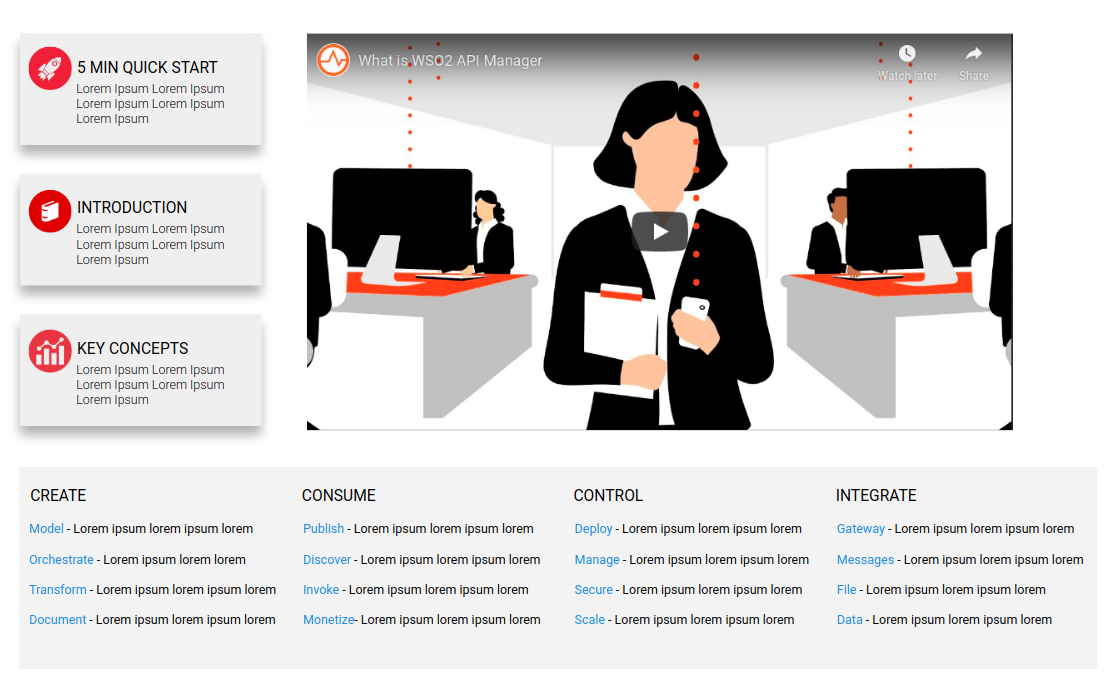 5 MIN QUICK START
Lorem Ipsum Lorem Ipsum
Lorem Ipsum Lorem Ipsum
Lorem Ipsum
INTRODUCTION
Lorem Ipsum Lorem Ipsum
Lorem Ipsum Lorem Ipsum
Lorem Ipsum
KEY CONCEPTS
Lorem Ipsum Lorem Ipsum
Lorem Ipsum Lorem Ipsum
Lorem Ipsum
What is WSO2 API Manager
Watch later
Share
CREATE
Model - Lorem ipsum lorem ipsum lorem
Orchestrate - Lorem ipsum lorem lorem
Transform - Lorem ipsum lorem ipsum lorem
Document - Lorem ipsum lorem ipsum lorem
CONSUME
Publish - Lorem ipsum lorem ipsum lorem
Discover - Lorem ipsum lorem ipsum lorem
Invoke - Lorem ipsum lorem ipsum lorem
Monetize- Lorem ipsum lorem ipsum lorem
CONTROL
Deploy - Lorem ipsum lorem ipsum lorem
Manage - Lorem ipsum lorem ipsum lorem
Secure - Lorem ipsum lorem ipsum lorem
Scale - Lorem ipsum lorem ipsum lorem
INTEGRATE
Gateway - Lorem ipsum lorem ipsum lorem
Messages - Lorem ipsum lorem ipsum lorem
File - Lorem ipsum lorem ipsum lorem
Data - Lorem ipsum lorem ipsum lorem